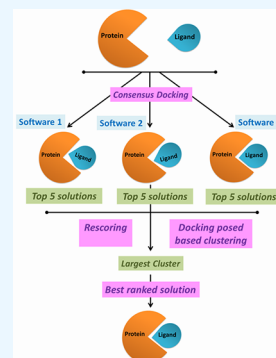 Protein
Ligand
Consensus Docking
Software 1
Software 2
Software
Protein
Ligand
Protein
Ligand
Protein
Ligand
Top 5 solutions
Top 5 solutions
Top 5 solutions
Rescoring
Docking posed
based clustering
Largest Cluster
Best ranked solution
Protein
Ligand